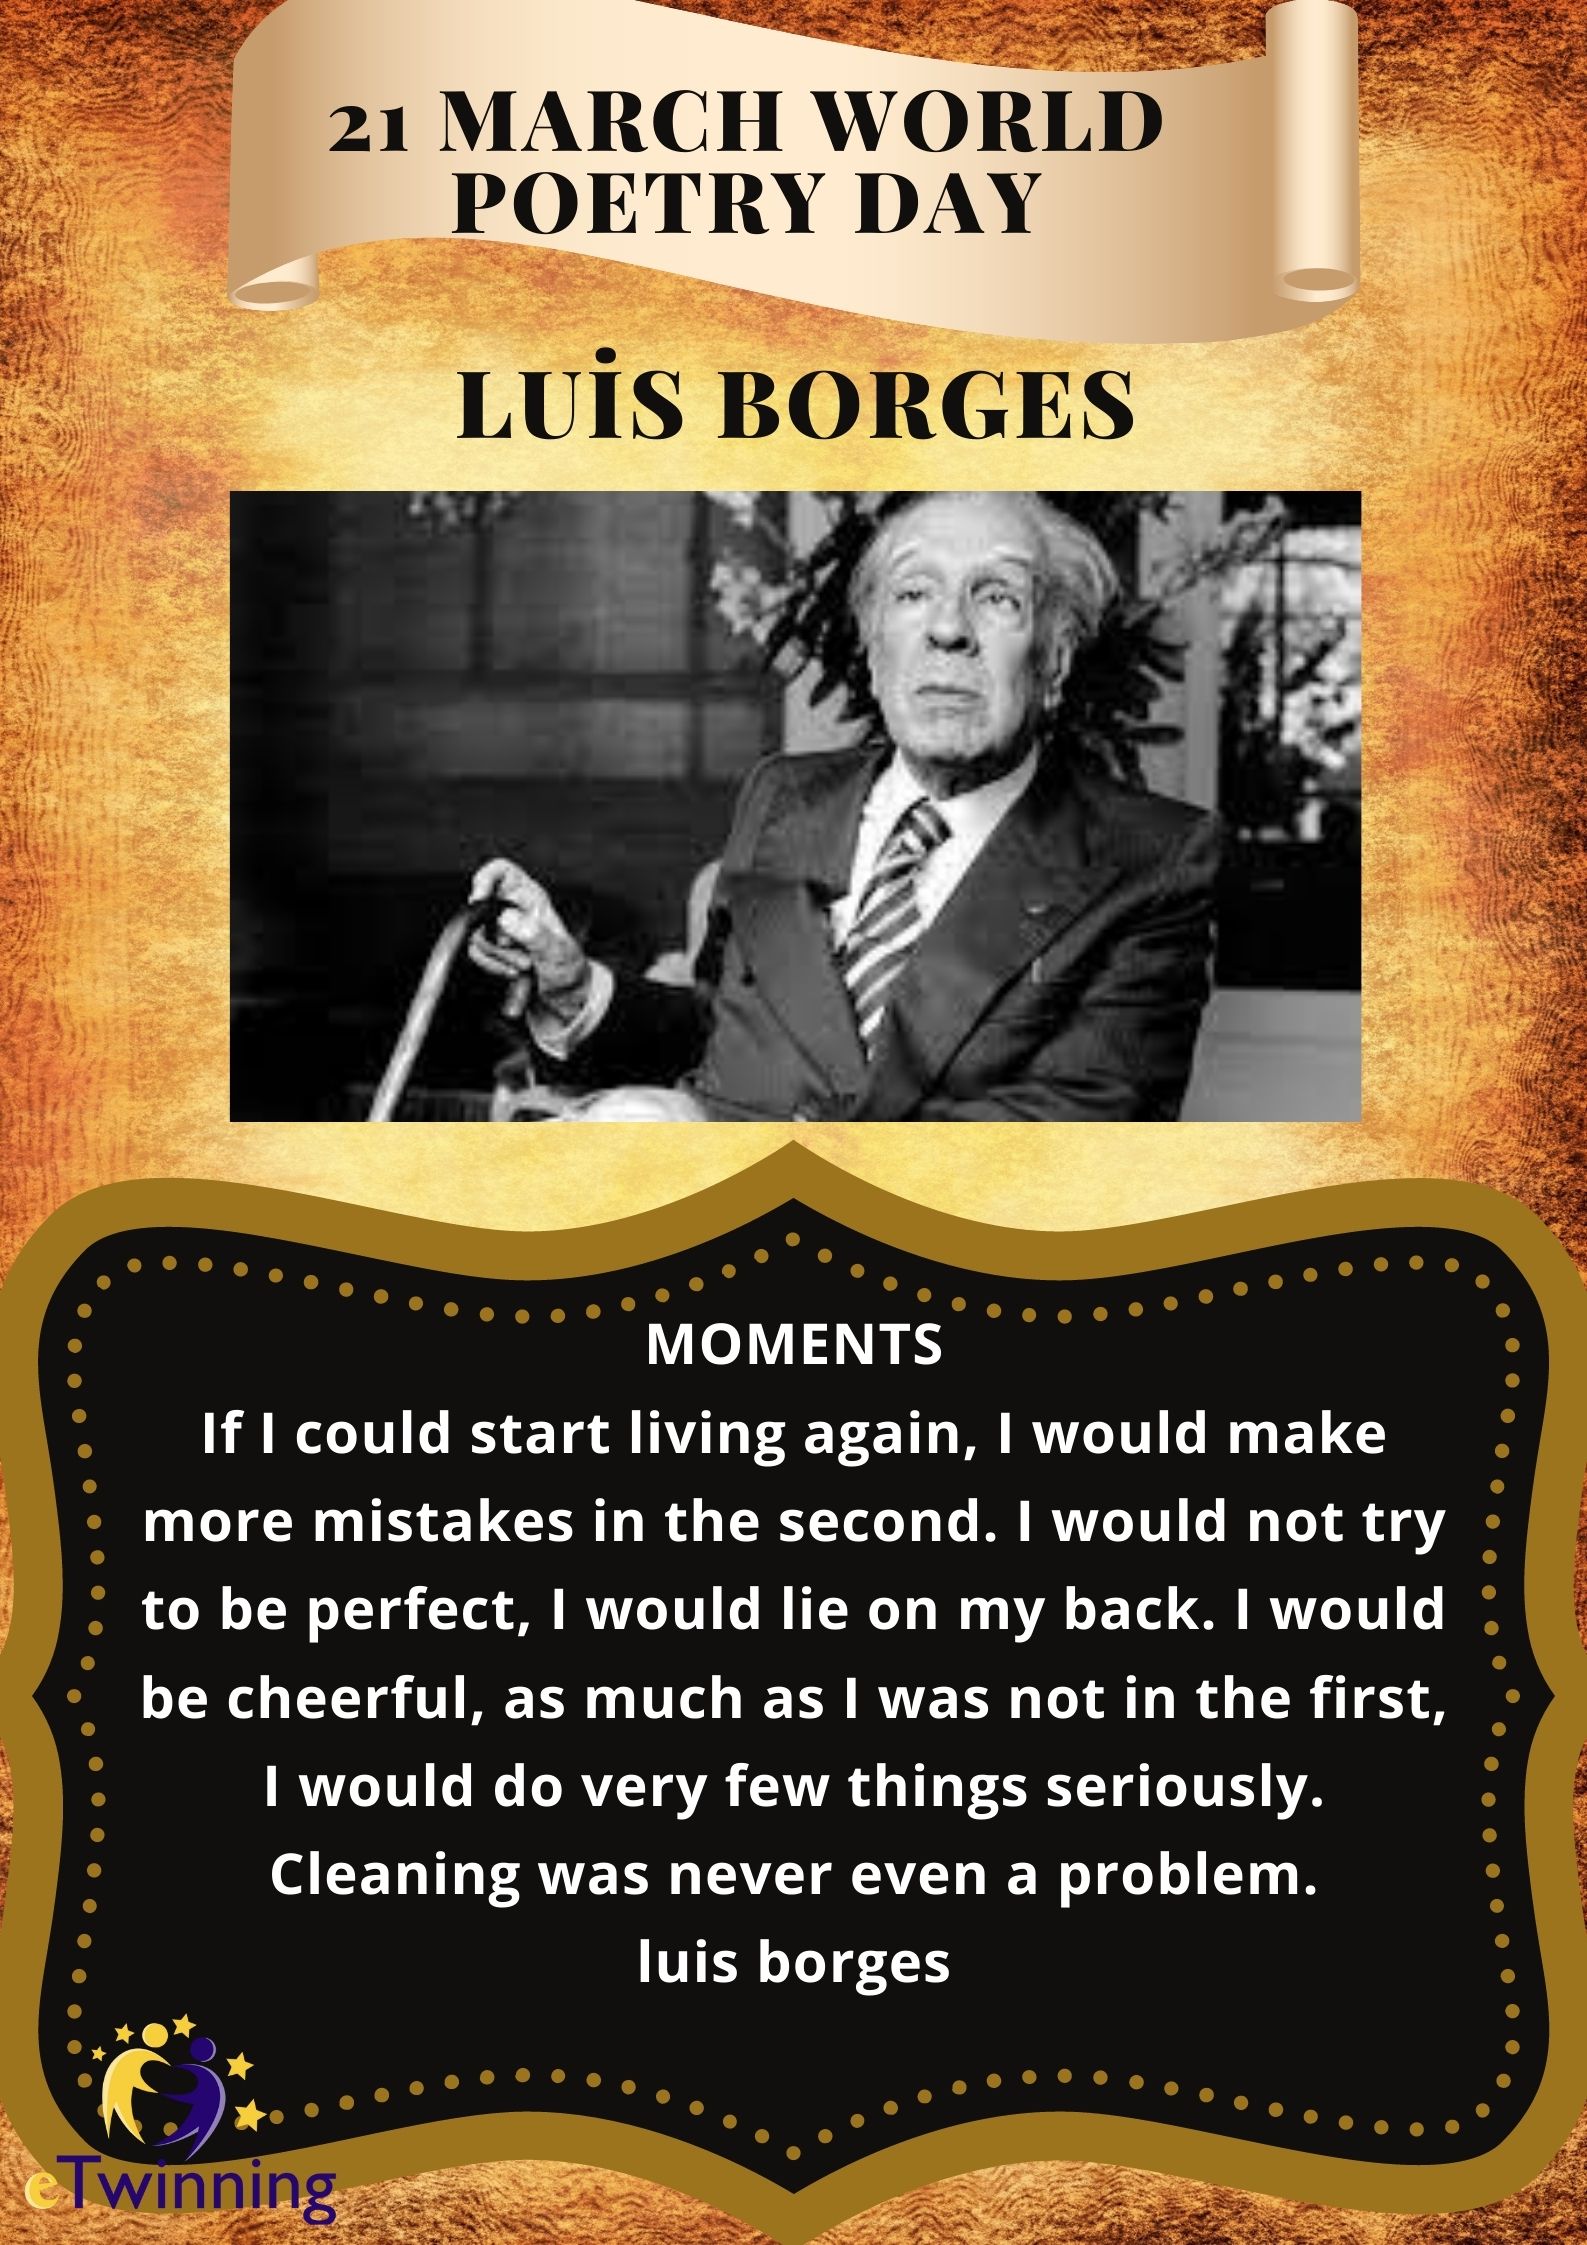 21 MARCH WORLD
POETRY DAY
LUİS BORGES
MOMENTS
If I could start living again, I would make
more mistakes in the second. I would not try
to be perfect, I would lie on my back. I would
be cheerful, as much as I was not in the first,
I would do very few things seriously.
Cleaning was never even a problem.
luis borges
eTwinning